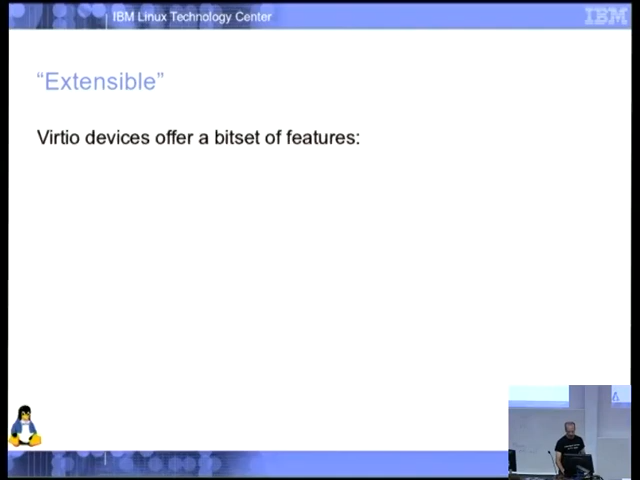 IBM Linux Technology Center
IBM
“Extensible”
Virtio devices offer a bitset of features: